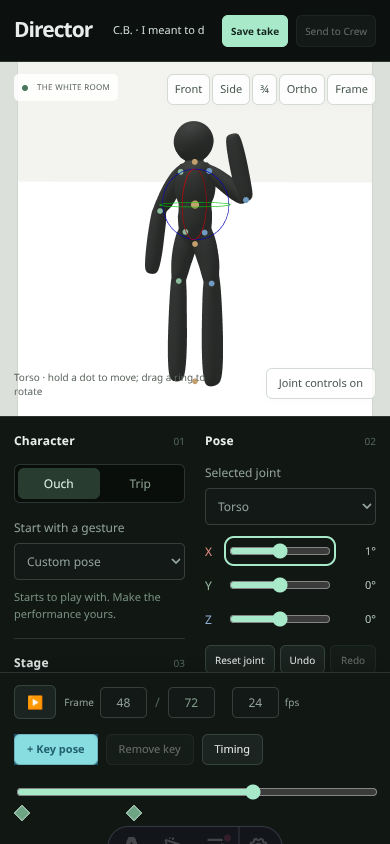 Director
C.B. · I meant to d
Save take
Send to Crew
THE WHITE ROOM
Front
Side
¾
Ortho
Frame
Torso · hold a dot to move; drag a ring to
rotate
Joint controls on
Character
01
Ouch
Trip
Start with a gesture
Custom pose
Starts to play with. Make the
performance yours.
Stage
03
Pose
02
Selected joint
Torso
X
1°
Y
0°
Z
0°
Reset joint
Undo
Redo
Frame
48
/
72
24
fps
+ Key pose
Remove key
Timing